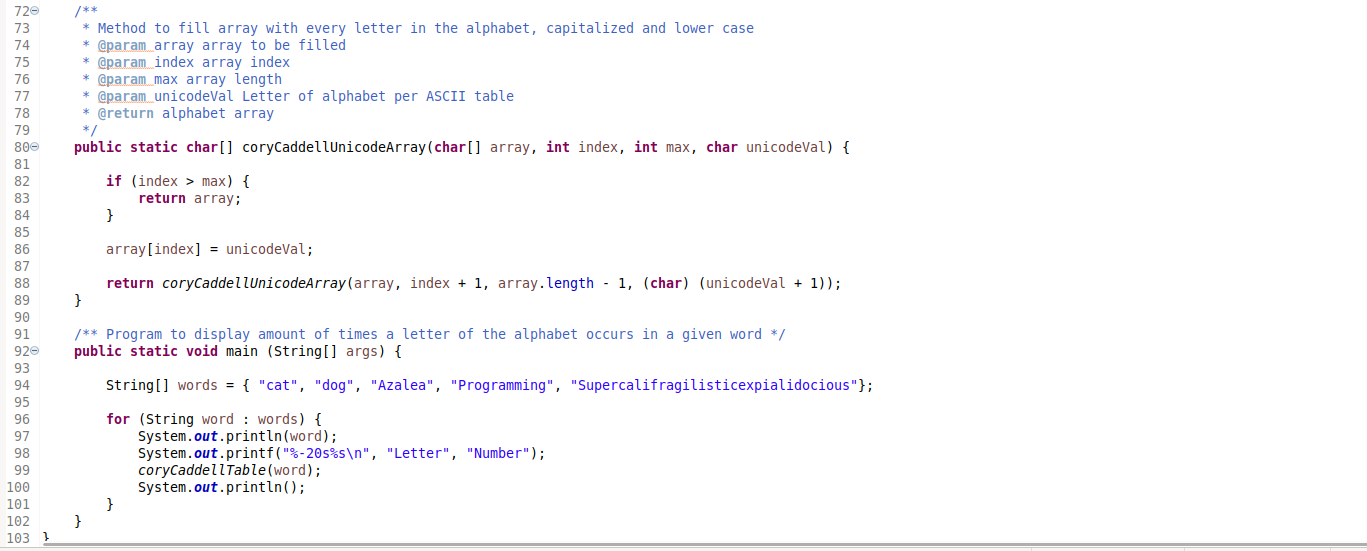 72 /**
73 * Method to fill array with every letter in the alphabet, capitalized and lower case
74 * @param array array to be filled
75 * @param index array index
76 * @param max array length
77 * @param unicodeVal Letter of alphabet per ASCII table
78 * @return alphabet array
79 */
80 public static char[] coryCaddellUnicodeArray(char[] array, int index, int max, char unicodeVal) {
81
82 if (index > max) {
83 return array;
84 }
85
86 array[index] = unicodeVal;
87
88 return coryCaddellUnicodeArray(array, index + 1, array.length - 1, (char) (unicodeVal + 1));
89 }
90
91 /** Program to display amount of times a letter of the alphabet occurs in a given word */
92 public static void main (String[] args) {
93
94 String[] words = { "cat", "dog", "Azalea", "Programming", "Supercalifragilisticexpialidocious"};
95
96 for (String word : words) {
97 System.out.println(word);
98 System.out.printf("%-20s%s\n", "Letter", "Number");
99 coryCaddellTable(word);
100 System.out.println();
101 }
102 }
103 }